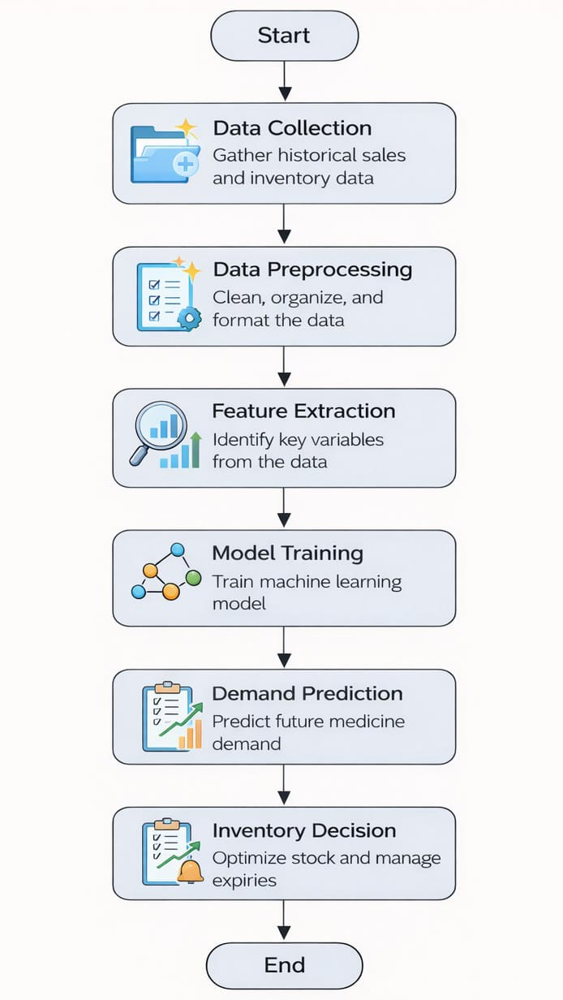 Start
Data Collection
Gather historical sales
and inventory data
Data Preprocessing
Clean, organize, and
format the data
Feature Extraction
Identify key variables
from the data
Model Training
Train machine learning
model
Demand Prediction
Predict future medicine
demand
Inventory Decision
Optimize stock and manage
expiries
End